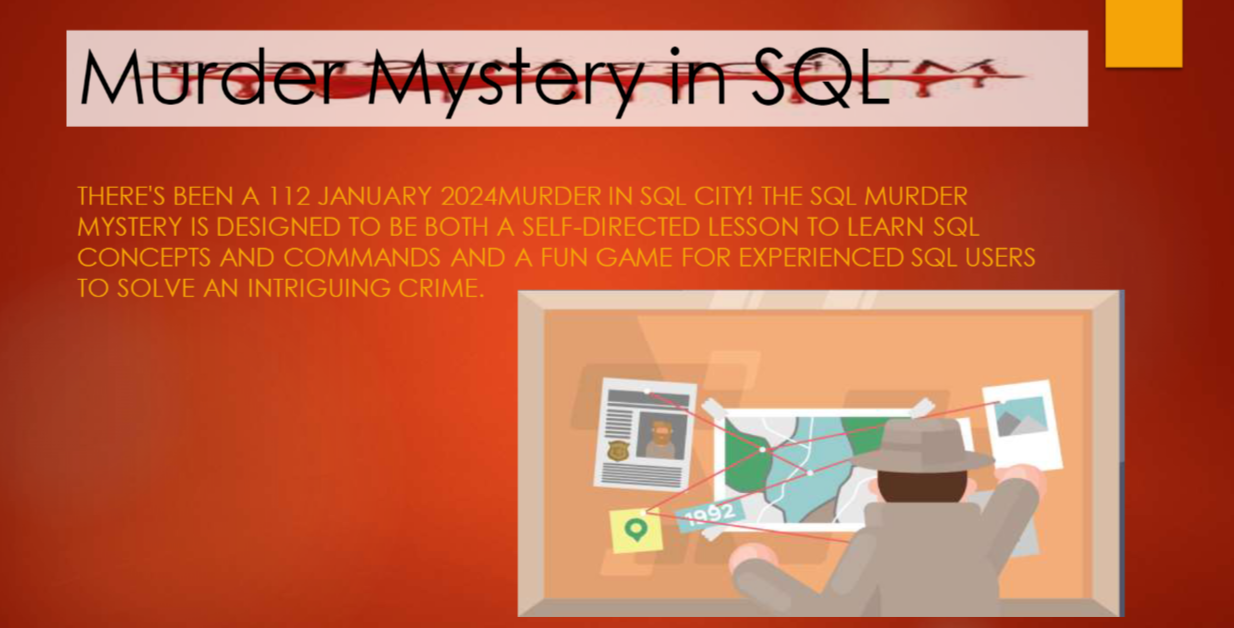 Murder Mystery in SQL
THERE'S BEEN A 112 JANUARY 2024MURDER IN SQL CITY! THE SQL MURDER
MYSTERY IS DESIGNED TO BE BOTH A SELF-DIRECTED LESSON TO LEARN SQL
CONCEPTS AND COMMANDS AND A FUN GAME FOR EXPERIENCED SQL USERS
TO SOLVE AN INTRIGUING CRIME.
1992